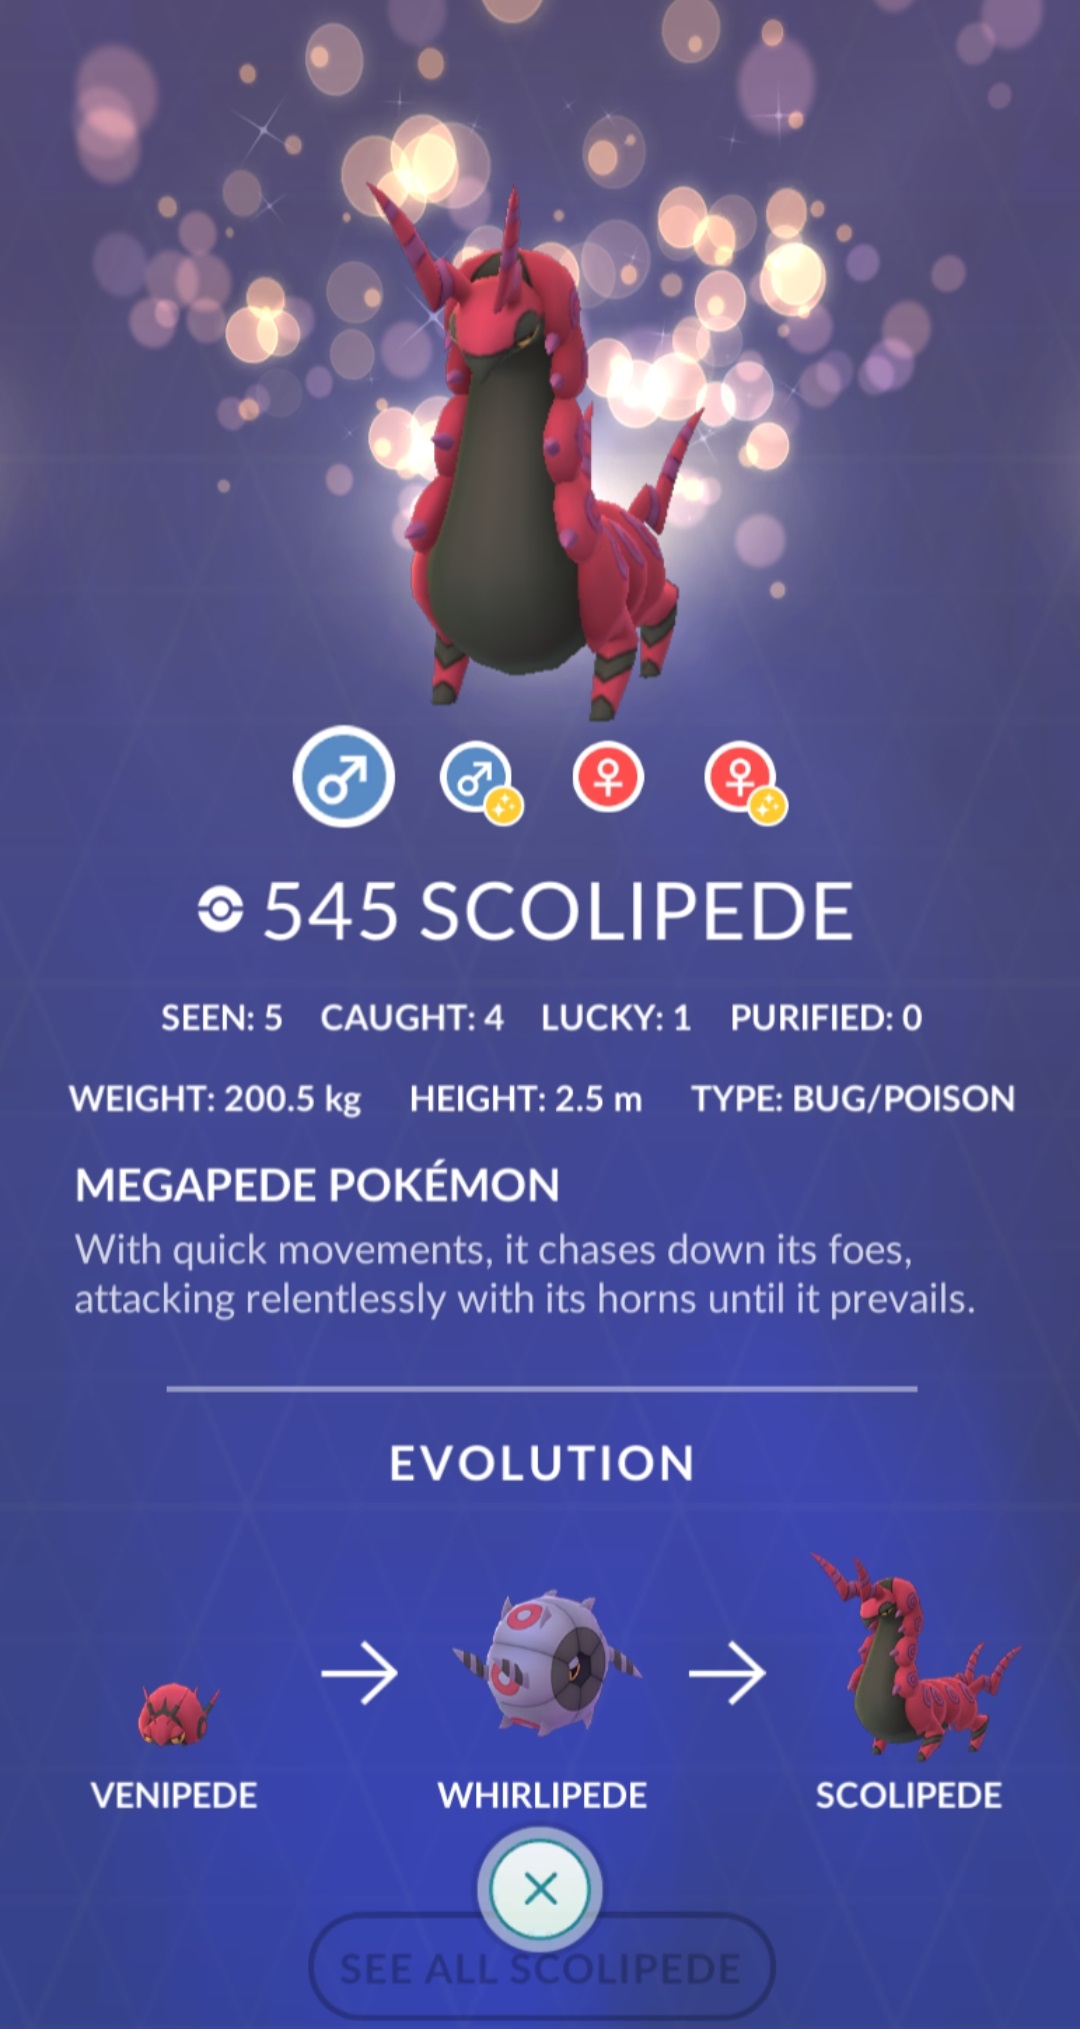 545 SCOLIPEDE
SEEN: 5 CAUGHT: 4 LUCKY: 1 PURIFIED: 0
WEIGHT: 200.5 kg HEIGHT: 2.5 m TYPE: BUG/POISON
MEGAPEDE POKÉMON
With quick movements, it chases down its foes,
attacking relentlessly with its horns until it prevails.
EVOLUTION
VENIPEDE WHIRLIPEDE SCOLIPEDE
SEE ALL SCOLIPEDE